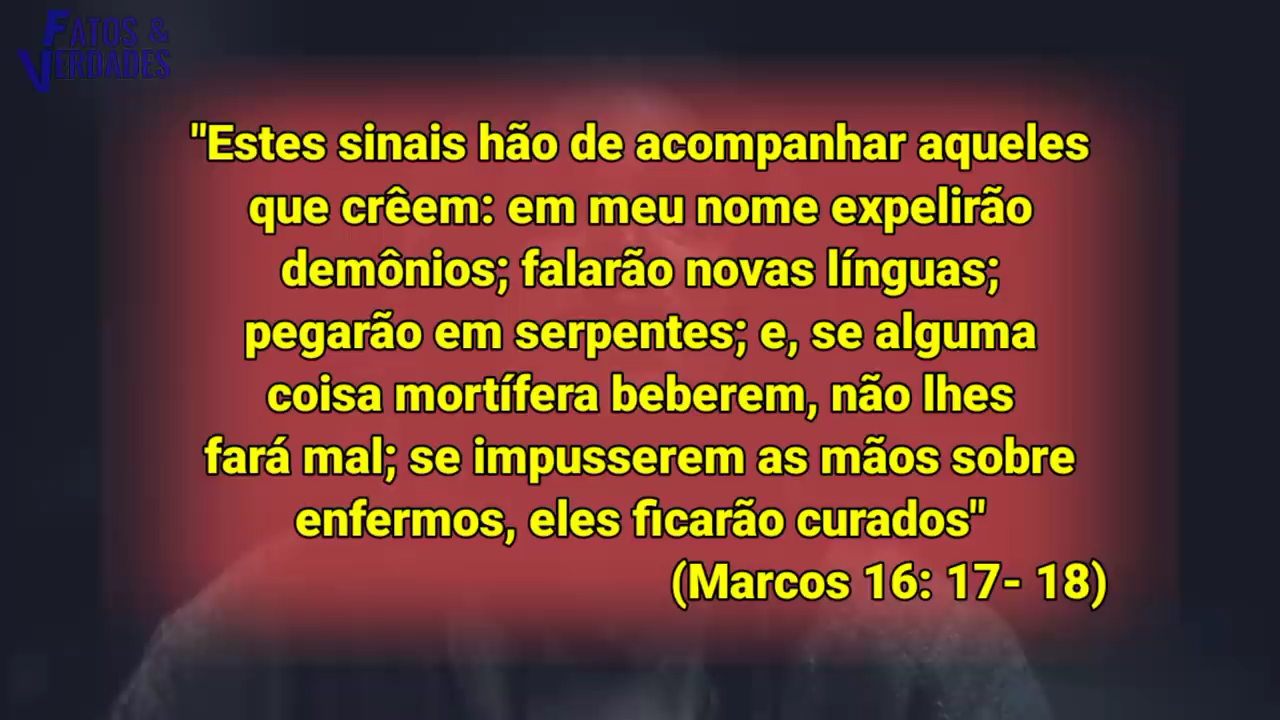 FATOS &
VERDADES
"Estes sinais hão de acompanhar aqueles
que crêem: em meu nome expelirão
demônios; falarão novas línguas;
pegarão em serpentes; e, se alguma
coisa mortífera beberem, não lhes
fará mal; se impusserem as mãos sobre
enfermos, eles ficarão curados"
(Marcos 16: 17- 18)